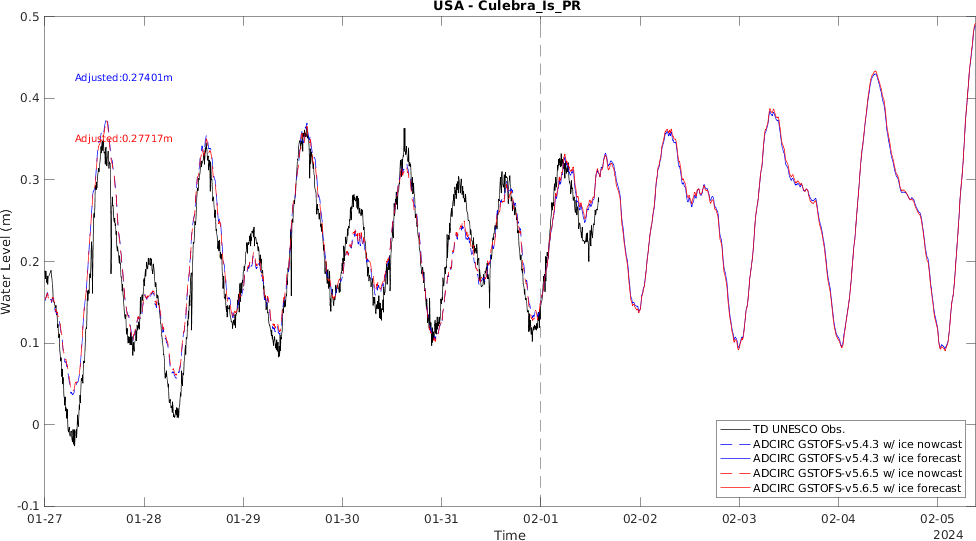 USA - Culebra_Is_PR
0.5
Adjusted:0.27401m
0.4
Adjusted:0.27717m
0.3
0.2
0.1
0
-0.1
Water Level (m)
TD UNESCO Obs.
ADCIRC GSTOFS-v5.4.3 w/ ice nowcast
ADCIRC GSTOFS-v5.4.3 w/ ice forecast
ADCIRC GSTOFS-v5.6.5 w/ ice nowcast
ADCIRC GSTOFS-v5.6.5 w/ ice forecast
01-27 01-28 01-29 01-30 01-31 02-01 02-02 02-03 02-04 02-05
Time 2024